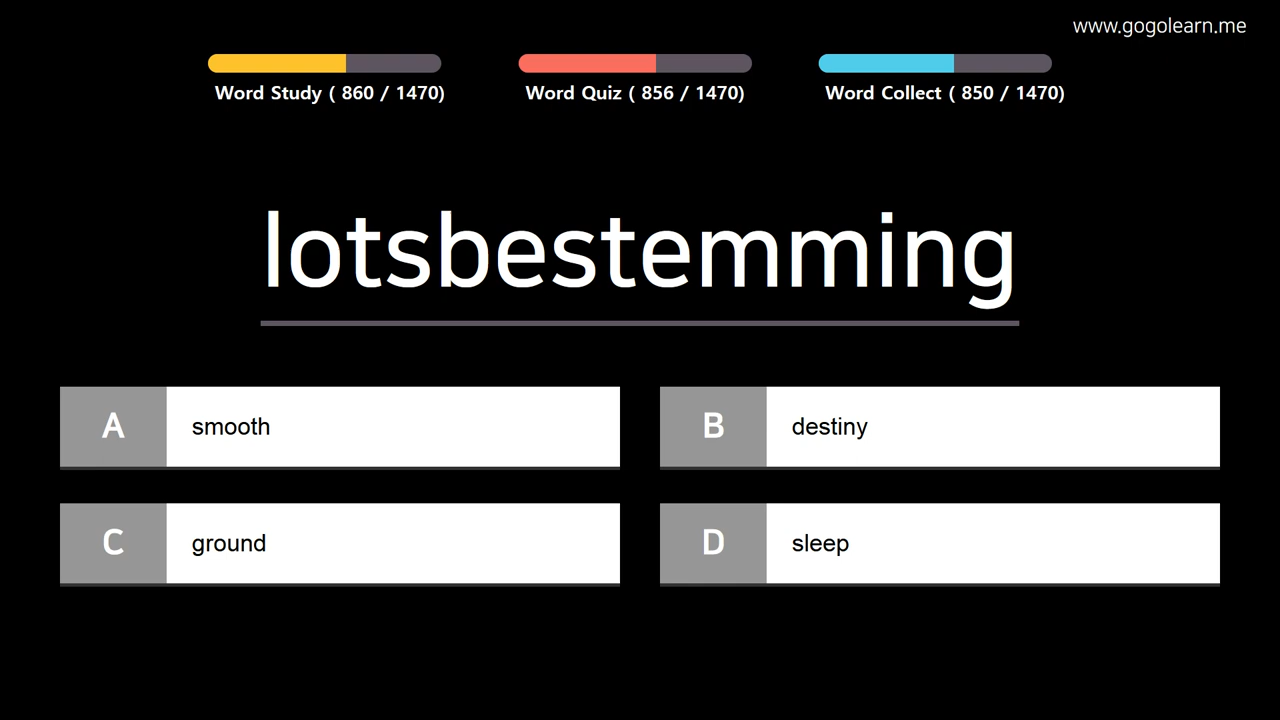 www.gogolearn.me
Word Study ( 860 / 1470)
Word Quiz ( 856 / 1470)
Word Collect ( 850 / 1470)
lotsbestemming
A smooth
B destiny
C ground
D sleep